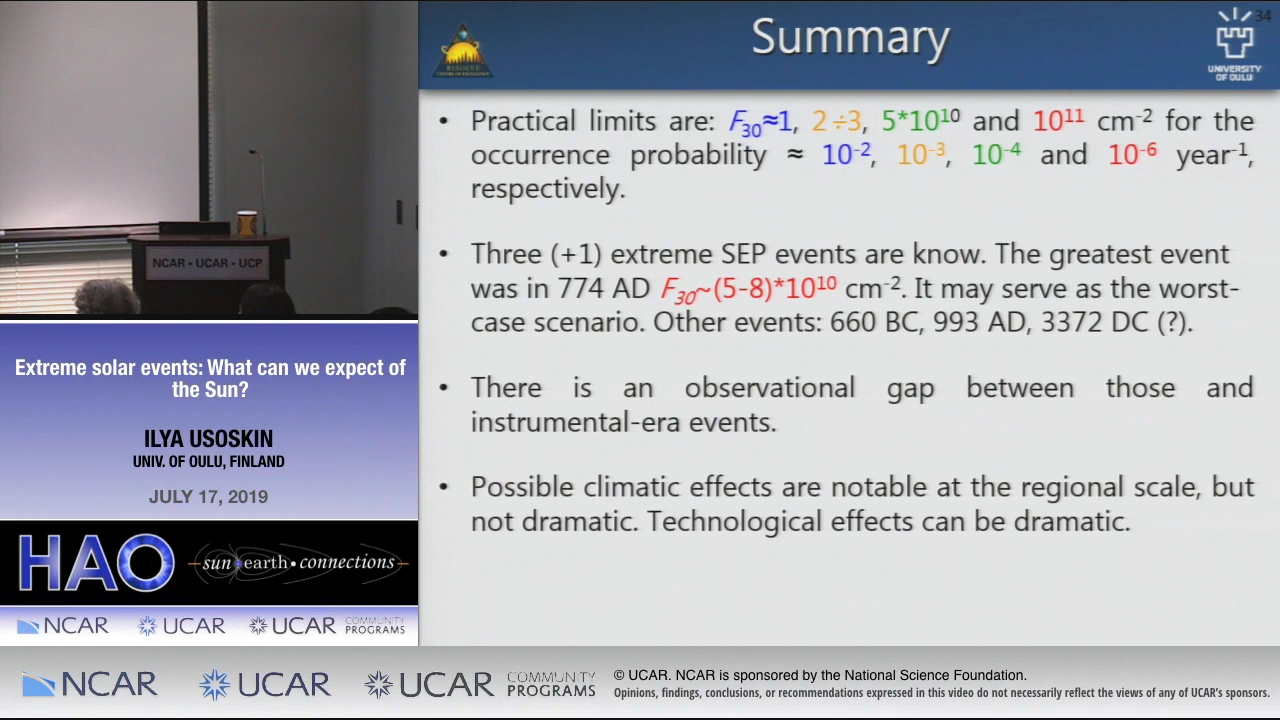 Summary
34
RESOLVE
CENTRE OF EXCELLENCE
UNIVERSITY
OF OULU
• Practical limits are: F30≈1, 2÷3, 5*10^10 and 10^11 cm^-2 for the
occurrence probability ≈ 10^-2, 10^-3, 10^-4 and 10^-6 year^-1,
respectively.
• Three (+1) extreme SEP events are know. The greatest event
was in 774 AD F30~(5-8)*10^10 cm^-2. It may serve as the worst-
case scenario. Other events: 660 BC, 993 AD, 3372 DC (?).
• There is an observational gap between those and
instrumental-era events.
• Possible climatic effects are notable at the regional scale, but
not dramatic. Technological effects can be dramatic.
NCAR • UCAR • UCP
Extreme solar events: What can we expect of
the Sun?
ILYA USOSKIN
UNIV. OF OULU, FINLAND
JULY 17, 2019
HAO
sun earth • connections
NCAR UCAR UCAR COMMUNITY
PROGRAMS
NCAR UCAR UCAR COMMUNITY
PROGRAMS
© UCAR. NCAR is sponsored by the National Science Foundation.
Opinions, findings, conclusions, or recommendations expressed in this video do not necessarily reflect the views of any of UCAR's sponsors.